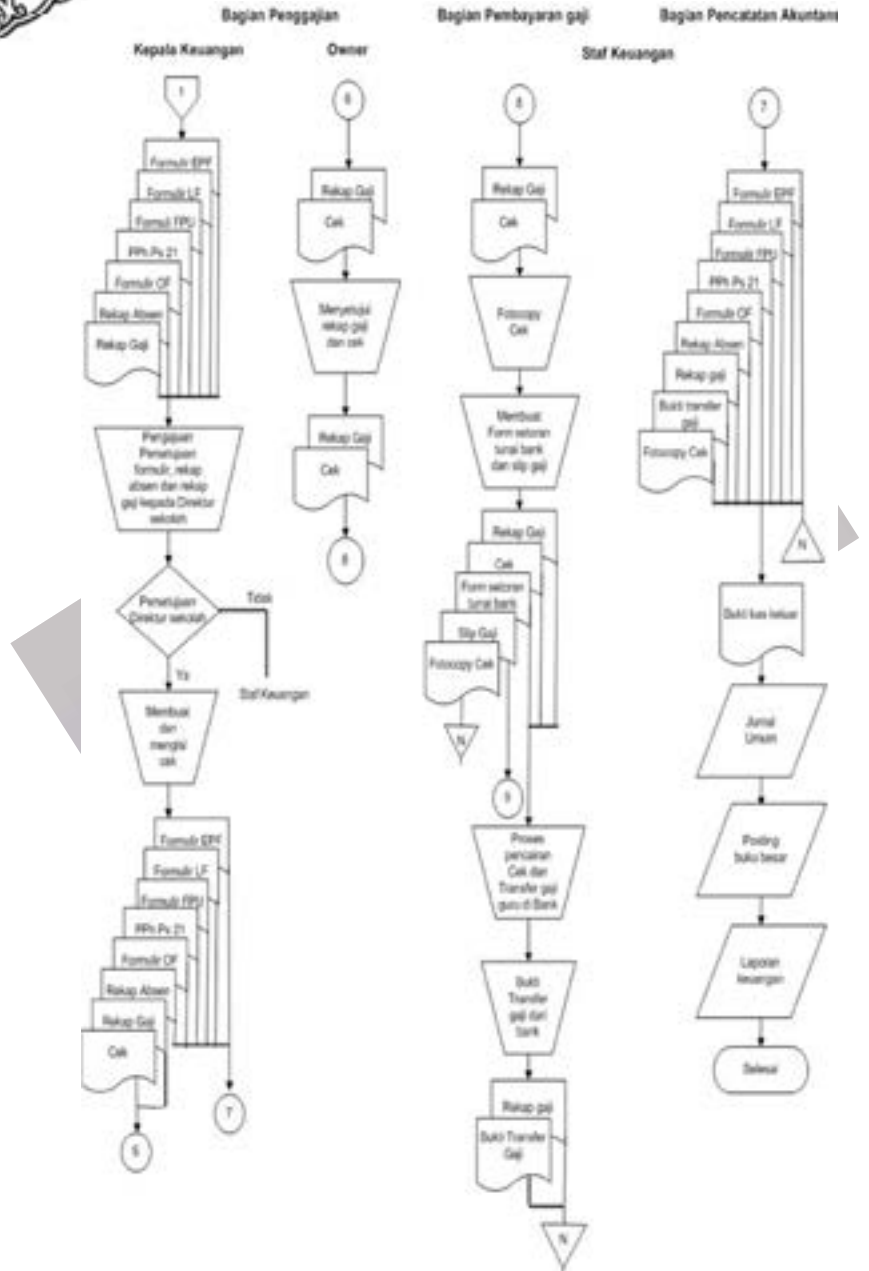 Bagian Penggajian
Bagian Pembayaran gaji
Bagian Pencatatan Akuntans
Kepala Keuangan
Owner
Staf Keuangan
1
Formulir EPF
Formulir LF
Formulir FPU
PPh Ps 21
Formulir OF
Rekap Absen
Rekap Gaji
Pengajuan
Persetujuan
formulir, rekap
absen dan rekap
gaji kepada Direktur
sekolah
Persetujuan
Direktur sekolah
Tidak
Staf Keuangan
Ya
Membuat
dan
mengisi
cek
Formulir EPF
Formulir LF
Formulir FPU
PPh Ps 21
Formulir OF
Rekap Absen
Rekap Gaji
Cek
7
6
Rekap Gaji
Cek
Menyetujui
rekap gaji
dan cek
Rekap Gaji
Cek
8
8
Rekap Gaji
Cek
Fotocopy
Cek
Membuat
Form setoran
tunai bank
dan slip gaji
Rekap Gaji
Cek
Form setoran
tunai bank
Slip Gaji
Fotocopy Cek
N
9
Proses
pencairan
Cek dan
Transfer gaji
guru di Bank
Bukti
Transfer
gaji dari
bank
Rekap gaji
Bukti Transfer
Gaji
N
7
Formulir EPF
Formulir LF
Formulir FPU
PPh Ps 21
Formulir OF
Rekap Absen
Rekap gaji
Bukti transfer
gaji
Fotocopy Cek
N
Bukti kas keluar
Jurnal
Umum
Posting
buku besar
Laporan
keuangan
Selesai